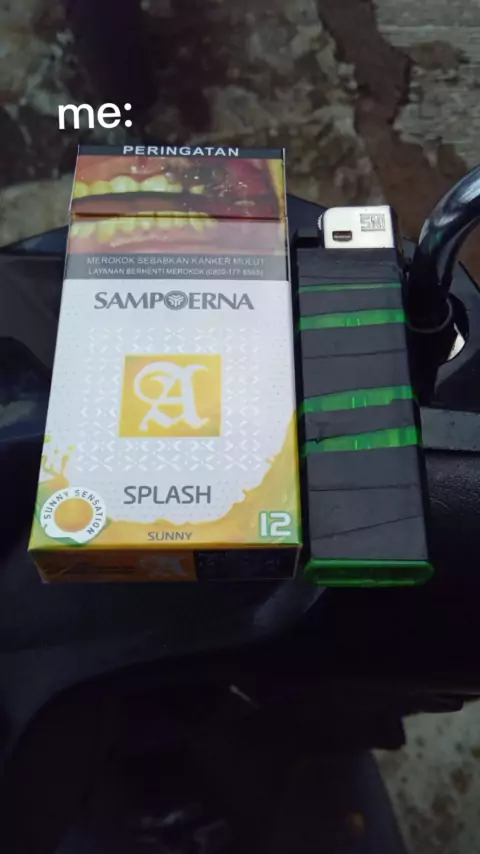 me:
PERINGATAN
MEROKOK SEBABKAN KANKER MULUT
LAYANAN BERHENTI MEROKOK (0800-177-6565)
SAMPOERNA
A
SPLASH
SUNNY SENSATION
SUNNY
12